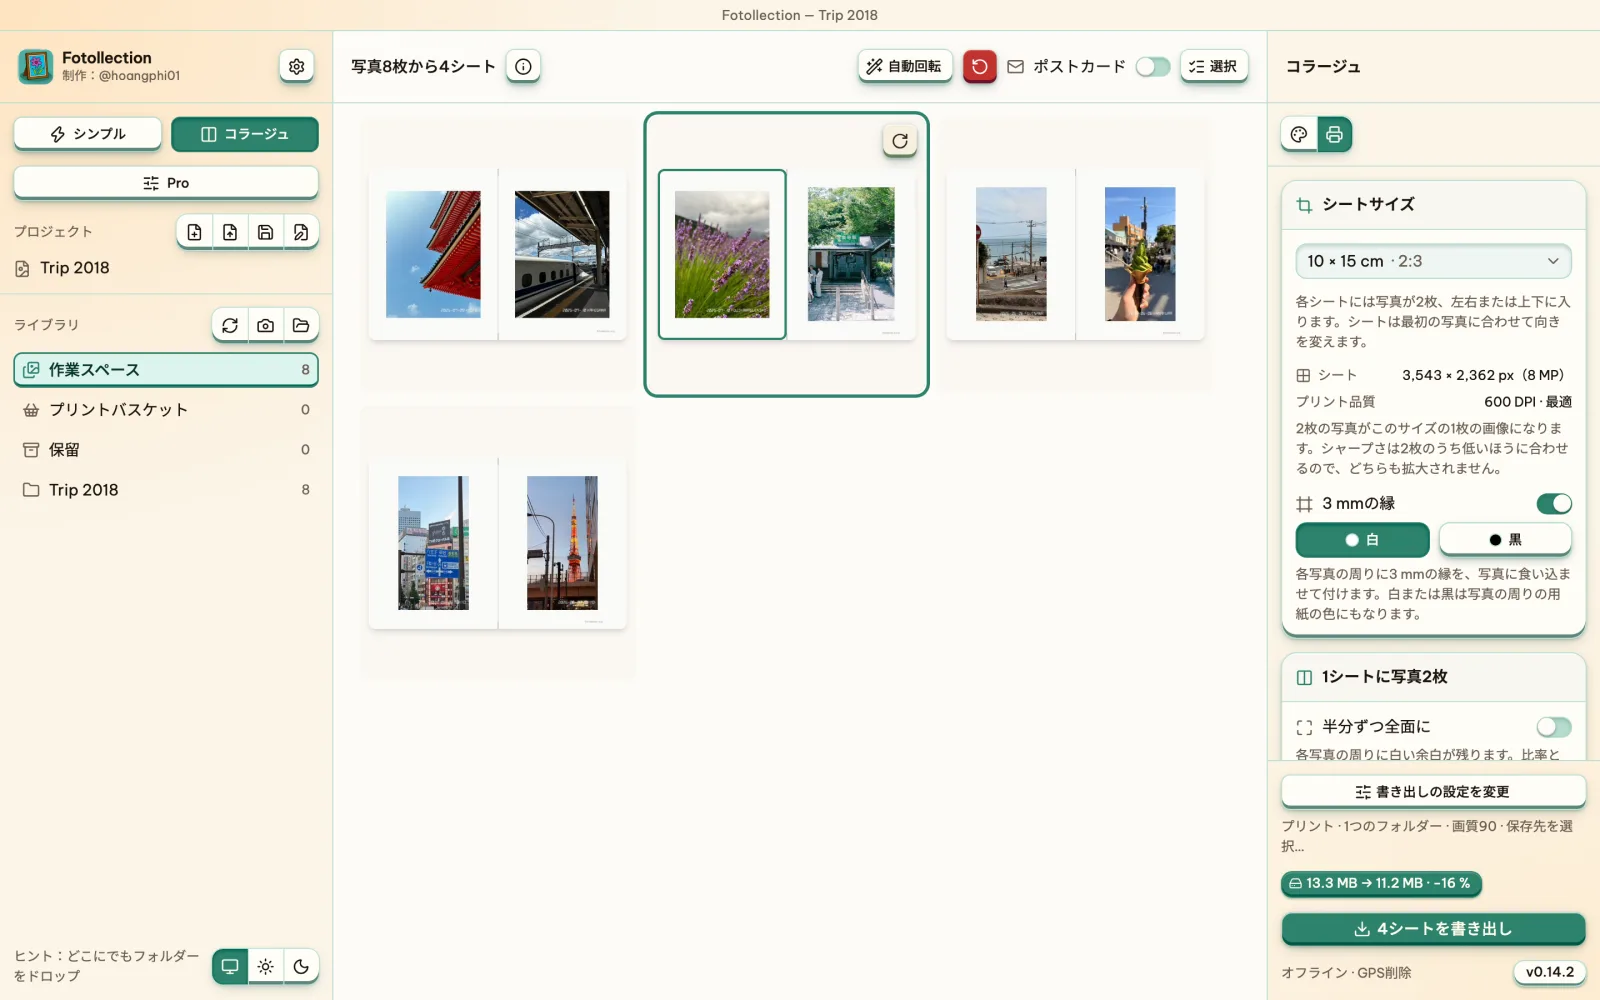 Fotollection – Trip 2018
Fotollection
制作：@hoangphi01
シンプル
コラージュ
Pro
プロジェクト
Trip 2018
ライブラリ
作業スペース 8
プリントバスケット 0
保留 0
Trip 2018 8
ヒント：どこにでもフォルダー
をドロップ
写真8枚から4シート
自動回転
ポストカード
選択
コラージュ
シートサイズ
10 × 15 cm · 2:3
各シートには写真が2枚、左右または上下に入
ります。シートは最初の写真に合わせて向き
を変えます。
シート 3,543 × 2,362 px（8 MP）
プリント品質 600 DPI · 最適
2枚の写真がこのサイズの1枚の画像になりま
す。シャープさは2枚のうち低いほうに合わせ
るので、どちらも拡大されません。
3 mmの縁
白
黒
各写真の周りに3 mmの縁を、写真に食い込ま
せて付けます。白または黒は写真の周りの用
紙の色にもなります。
1シートに写真2枚
半分ずつ全面に
各写真の周りに白い余白が残ります。比率と
書き出しの設定を変更
プリント · 1つのフォルダー · 画質90 · 保存先を選
択...
13.3 MB → 11.2 MB · -16 %
4シートを書き出し
オフライン · GPS削除
v0.14.2